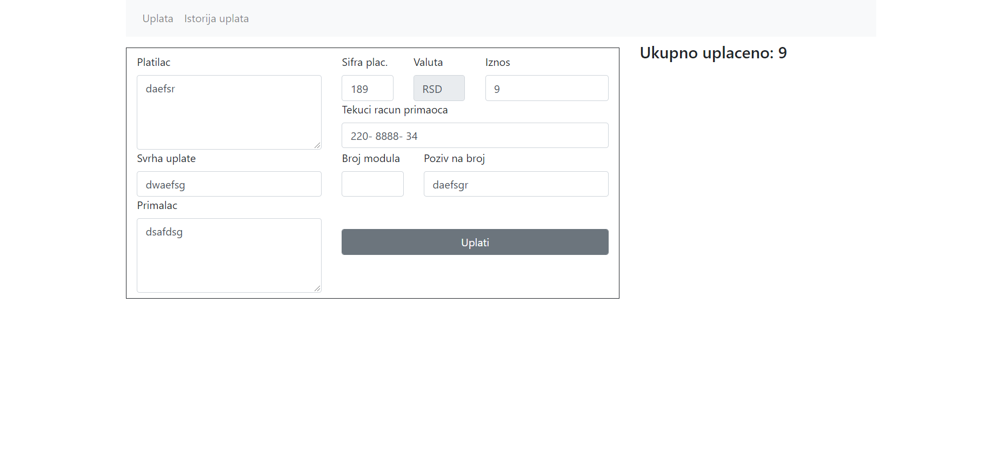 Uplata Istorija uplata
Ukupno uplaceno: 9
Platilac
daefsr
Svrha uplate
dwaefsg
Primalac
dsafdsg
Sifra plac. Valuta Iznos
189 RSD 9
Tekuci racun primaoca
220- 8888- 34
Broj modula Poziv na broj
daefsgr
Uplati